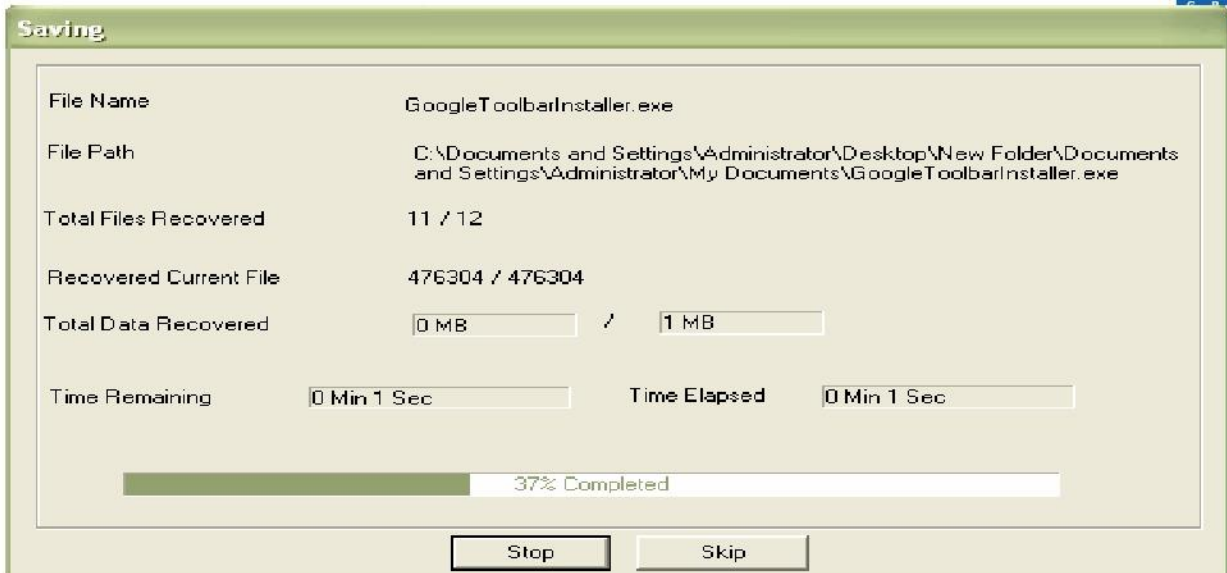 Saving
File Name GoogleToolbarInstaller.exe
File Path C:\Documents and Settings\Administrator\Desktop\New Folder\Documents
and Settings\Administrator\My Documents\GoogleToolbarInstaller.exe
Total Files Recovered 11 / 12
Recovered Current File 476304 / 476304
Total Data Recovered 0 MB / 1 MB
Time Remaining 0 Min 1 Sec Time Elapsed 0 Min 1 Sec
37% Completed
Stop Skip